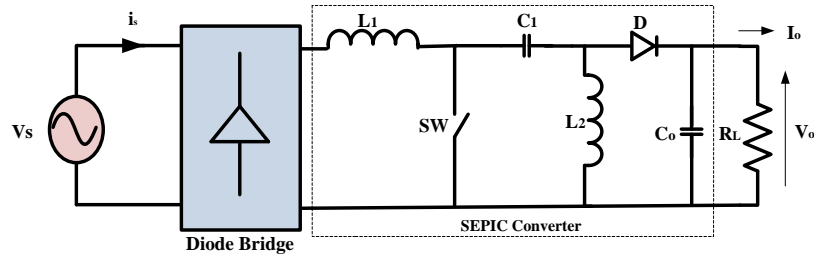 is
L1
C1
D
Io
Vs
SW
L2
Co
RL
Vo
SEPIC Converter
Diode Bridge